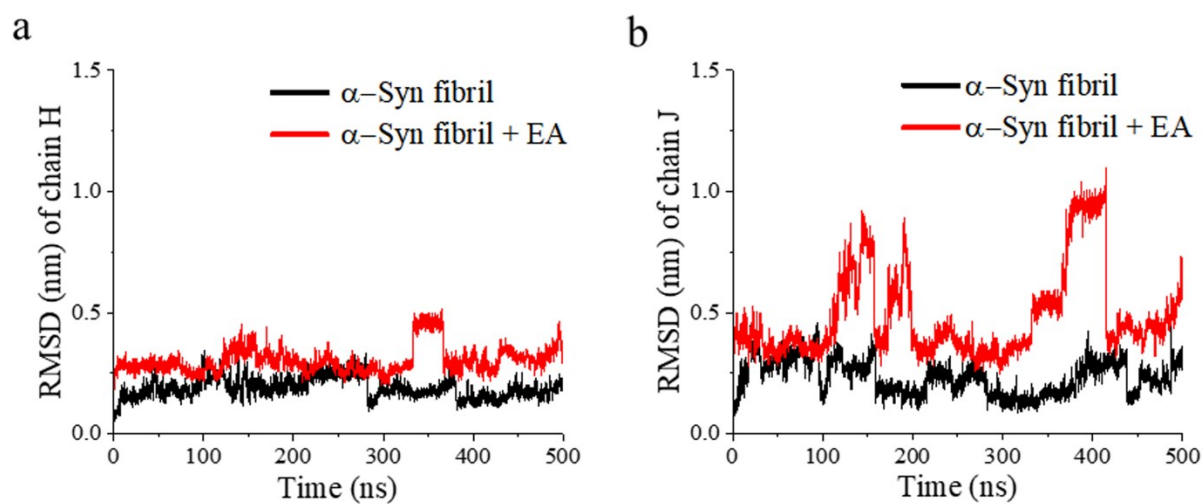 a
α–Syn fibril
α–Syn fibril + EA
RMSD (nm) of chain H
1.5
1.0
0.5
0.0
0 100 200 300 400 500
Time (ns)
b
α–Syn fibril
α–Syn fibril + EA
RMSD (nm) of chain J
1.5
1.0
0.5
0.0
0 100 200 300 400 500
Time (ns)